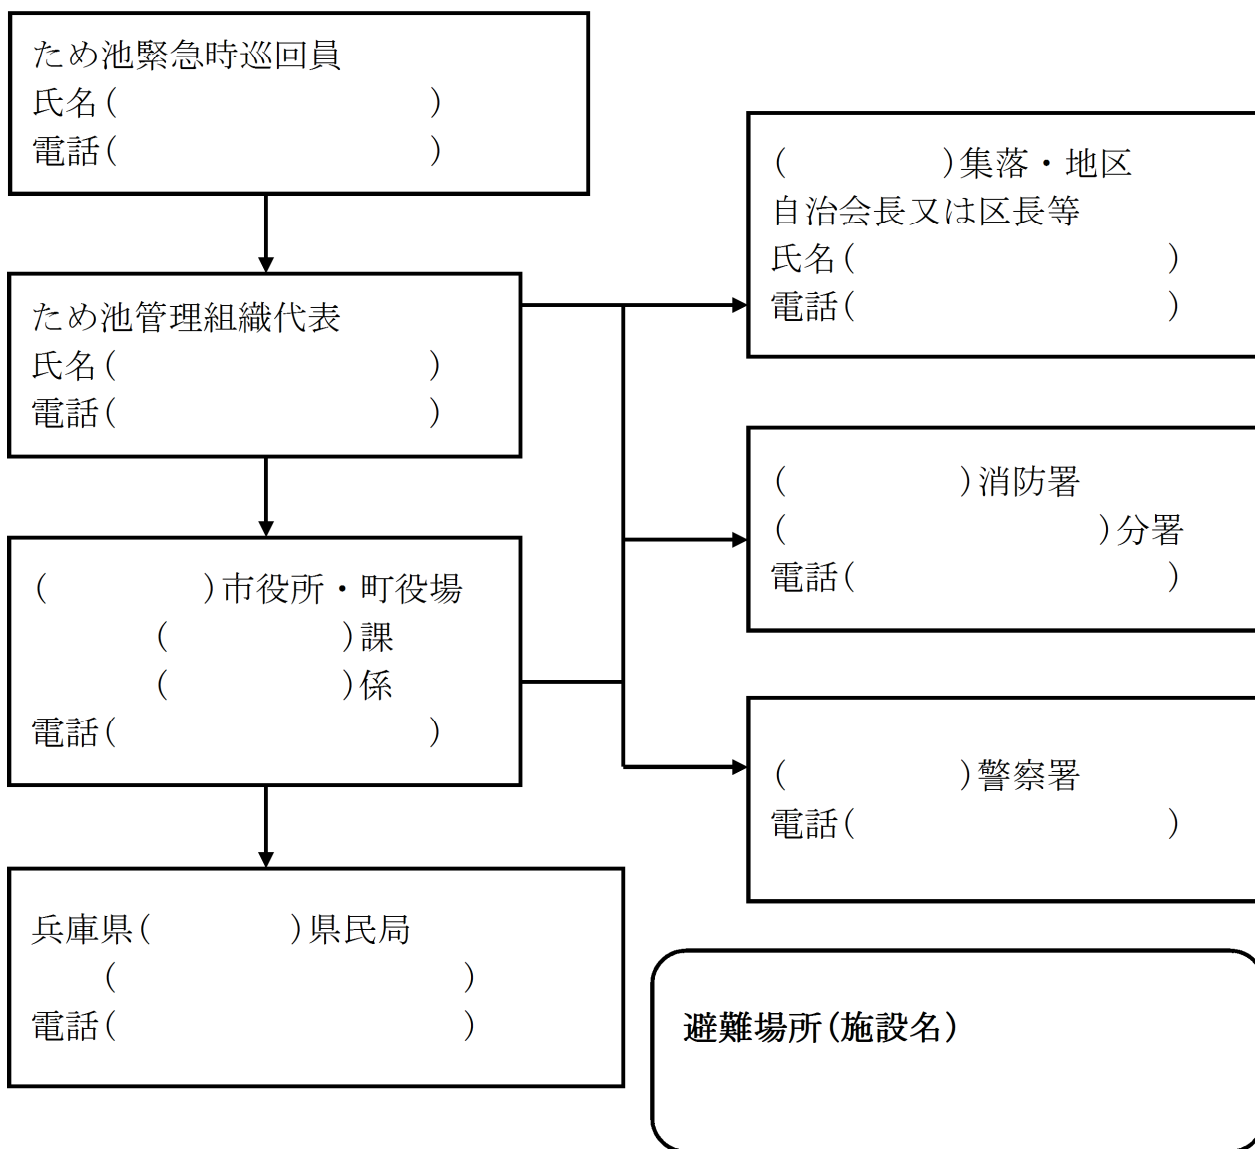 ため池緊急時巡回員
氏名(　　　　　　　　　)
電話(　　　　　　　　　)
ため池管理組織代表
氏名(　　　　　　　　　)
電話(　　　　　　　　　)
(　　　　)市役所・町役場
(　　　　　)課
(　　　　　)係
電話(　　　　　　　　　)
兵庫県(　　　　)県民局
(　　　　　　　　　　)
電話(　　　　　　　　　　)
(　　　　)集落・地区
自治会長又は区長等
氏名(　　　　　　　　　)
電話(　　　　　　　　　)
(　　　　　)消防署
(　　　　　　　　　)分署
電話(　　　　　　　　　)
(　　　　　)警察署
電話(　　　　　　　　　)
避難場所(施設名)